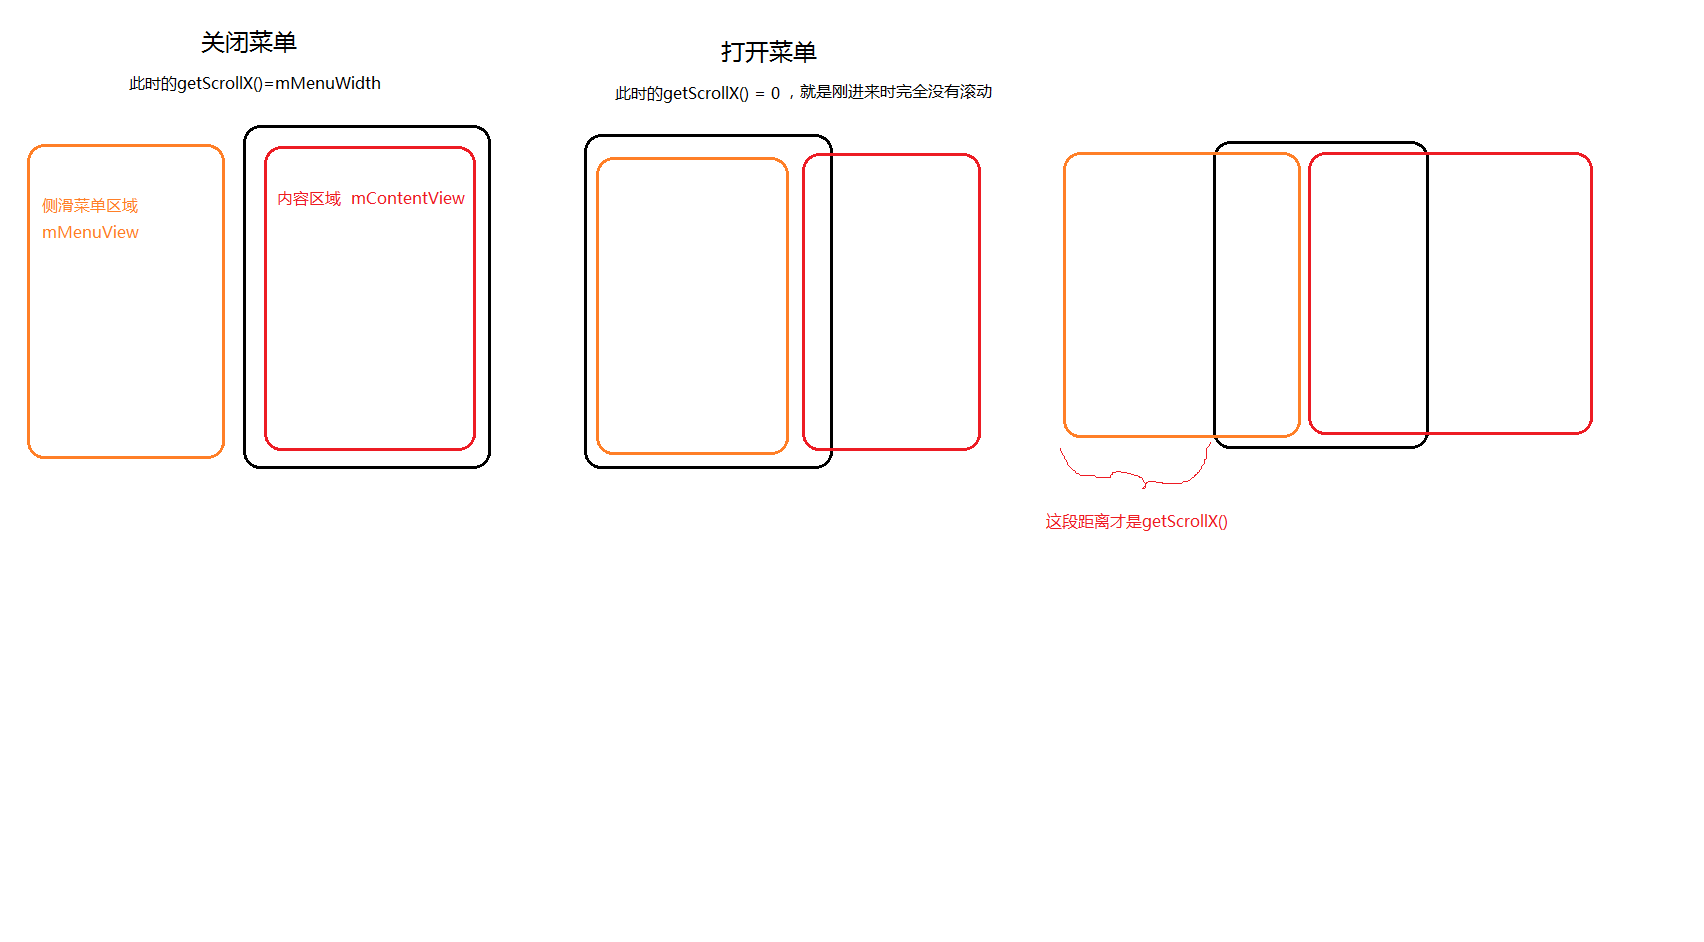 关闭菜单
此时的getScrollX()=mMenuWidth
侧滑菜单区域
mMenuView
内容区域  mContentView
打开菜单
此时的getScrollX() = 0 ，就是刚进来时完全没有滚动
这段距离才是getScrollX()